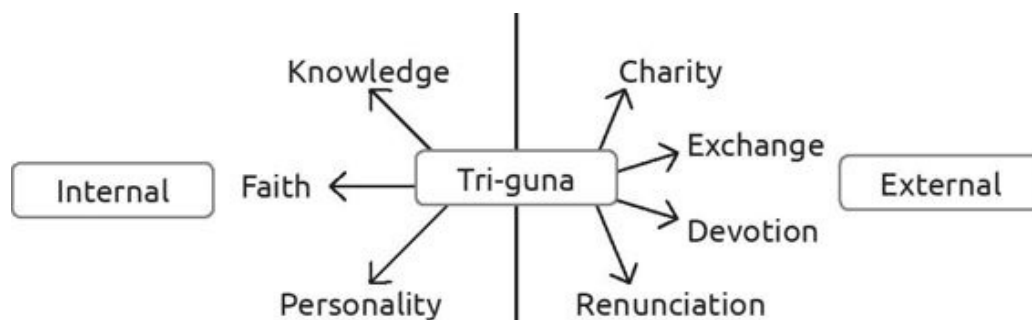 Knowledge
Charity
Exchange
Internal
Faith
Tri-guna
External
Devotion
Personality
Renunciation